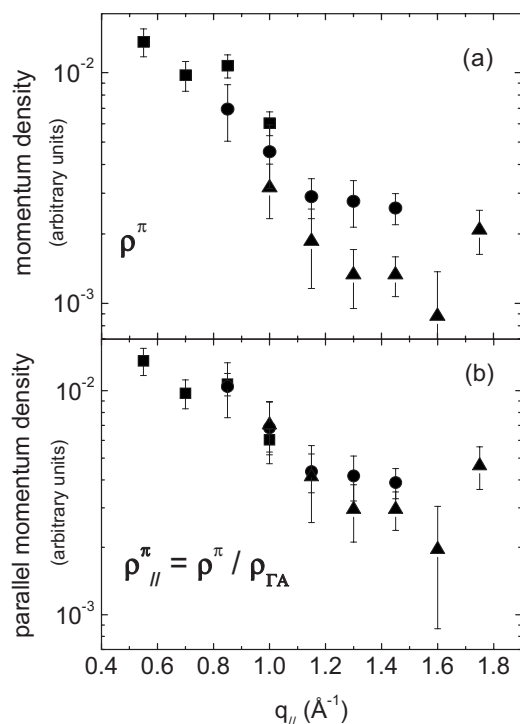 (a)
momentum density
(arbitrary units)
10⁻²
10⁻³
ρ^π
(b)
parallel momentum density
(arbitrary units)
10⁻²
10⁻³
ρ^π_// = ρ^π / ρ_ΓA
0.4 0.6 0.8 1.0 1.2 1.4 1.6 1.8
q_// (Å⁻¹)